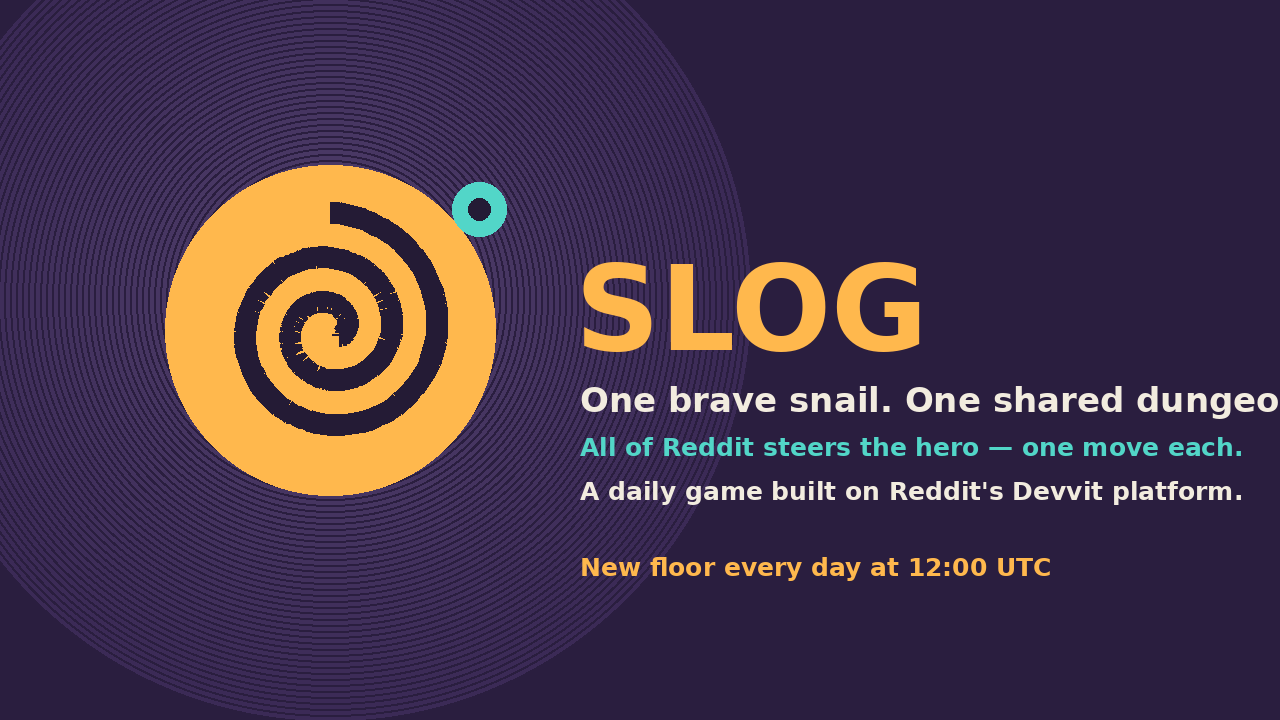 SLOG
One brave snail. One shared dungeo
All of Reddit steers the hero — one move each.
A daily game built on Reddit's Devvit platform.
New floor every day at 12:00 UTC